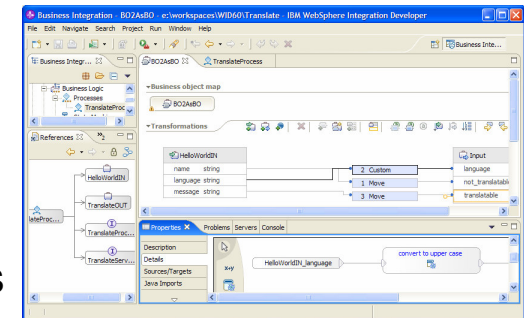 Business Integration - BO2AsBO - e:\workspaces\WID60\Translate - IBM WebSphere Integration Developer
File Edit Navigate Search Project Run Window Help
Business Inte...
Business Integr...
BO2AsBO
TranslateProcess
Business Logic
Processes
TranslateProc
Business object map
BO2AsBO
Transformations
References
2
HelloWorldIN
TranslateOUT
lateProc...
TranslateProc...
TranslateServ...
HelloWorldIN
name string
language string
message string
2 Custom
1 Move
3 Move
Input
language
not_translatabl
translatable
Properties Problems Servers Console
Description
Details
Sources/Targets
Java Imports
x+y
HelloWorldIN_language
convert to upper case
s